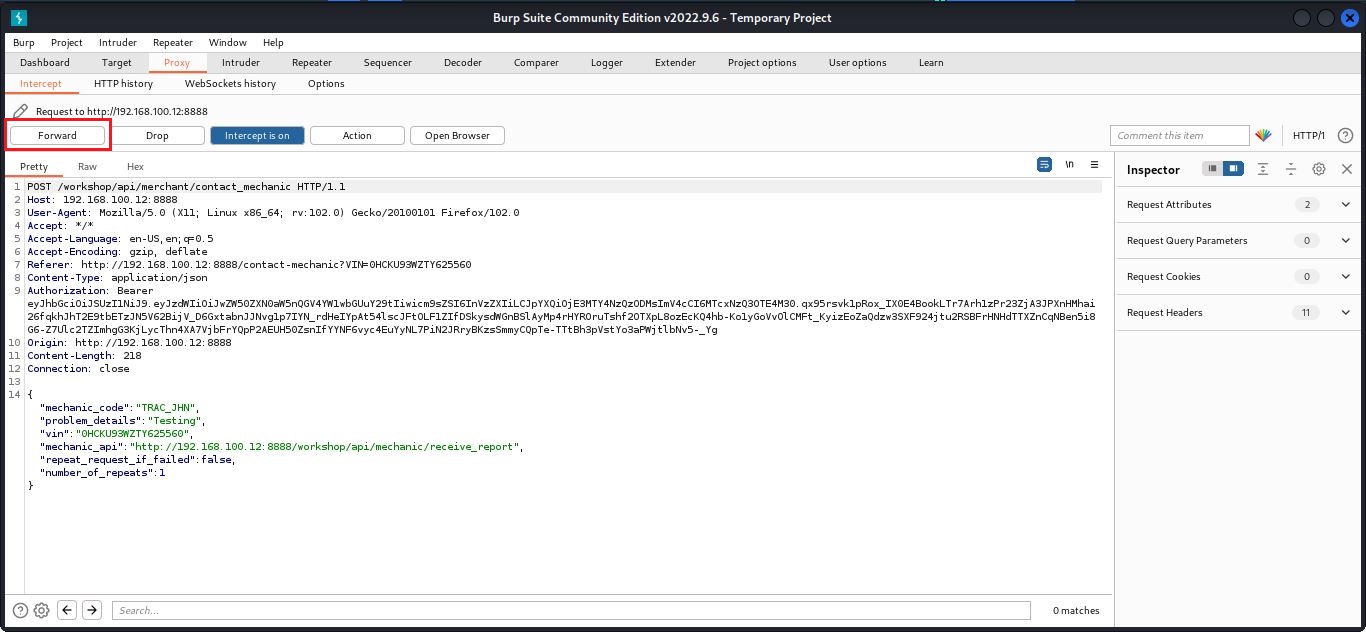 Burp Suite Community Edition v2022.9.6 - Temporary Project
Burp Project Intruder Repeater Window Help
Dashboard Target Proxy Intruder Repeater Sequencer Decoder Comparer Logger Extender Project options User options Learn
Intercept HTTP history WebSockets history Options
Request to http://192.168.100.12:8888
Forward Drop Intercept is on Action Open Browser Comment this item HTTP/1
Pretty Raw Hex \n
Inspector
1 POST /workshop/api/merchant/contact_mechanic HTTP/1.1
2 Host: 192.168.100.12:8888
3 User-Agent: Mozilla/5.0 (X11; Linux x86_64; rv:102.0) Gecko/20100101 Firefox/102.0
4 Accept: */*
5 Accept-Language: en-US,en;q=0.5
6 Accept-Encoding: gzip, deflate
7 Referer: http://192.168.100.12:8888/contact-mechanic?VIN=0HCKU93WZTY625560
8 Content-Type: application/json
9 Authorization: Bearer
10 Origin: http://192.168.100.12:8888
11 Content-Length: 218
12 Connection: close
13
14 {
"mechanic_code":"TRAC_JHN",
"problem_details":"Testing",
"vin":"0HCKU93WZTY625560",
"mechanic_api":"http://192.168.100.12:8888/workshop/api/mechanic/receive_report",
"repeat_request_if_failed":false,
"number_of_repeats":1
}
Request Attributes 2
Request Query Parameters 0
Request Cookies 0
Request Headers 11
Search... 0 matches